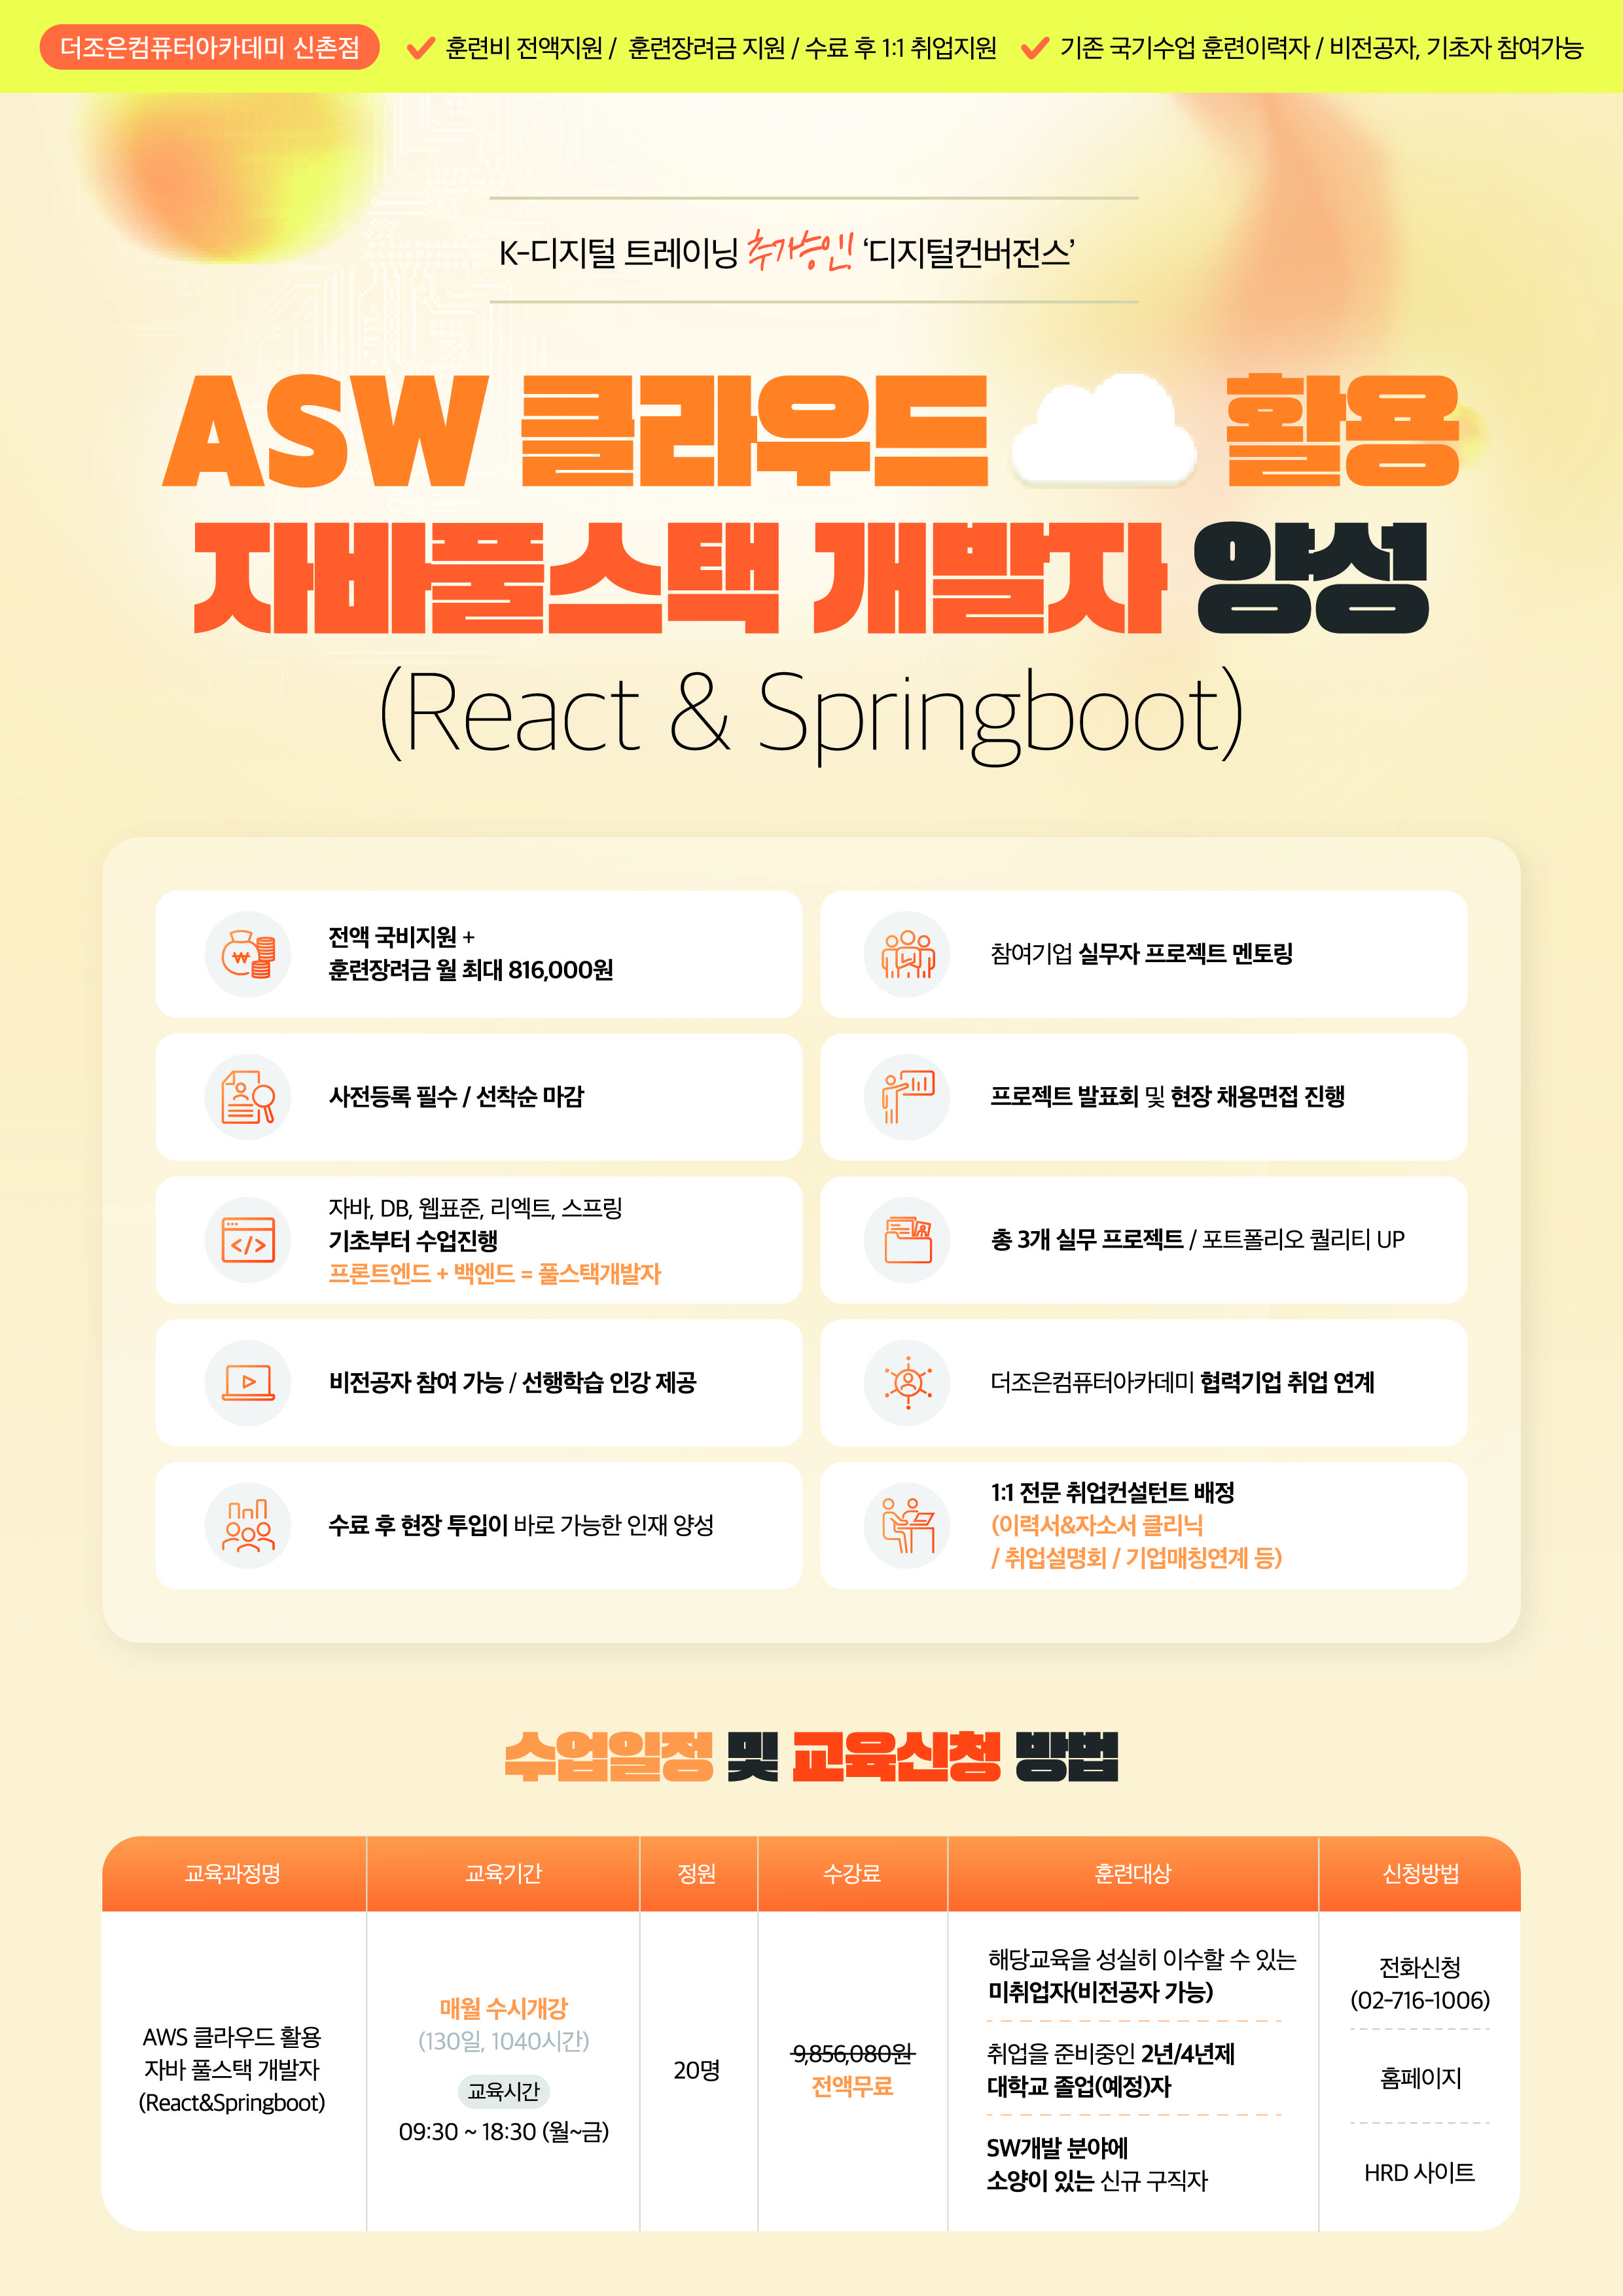 더조은컴퓨터아카데미 신촌점 훈련비 전액지원 / 훈련장려금 지원 / 수료 후 1:1 취업지원 기존 국기수업 훈련이력자 / 비전공자, 기초자 참여가능
K-디지털 트레이닝 추가승인! ‘디지털컨버전스’
ASW 클라우드 활용
자바풀스택 개발자 양성
(React & Springboot)
전액 국비지원 +
훈련장려금 월 최대 816,000원
참여기업 실무자 프로젝트 멘토링
사전등록 필수 / 선착순 마감
프로젝트 발표회 및 현장 채용면접 진행
자바, DB, 웹표준, 리엑트, 스프링
기초부터 수업진행
프론트엔드 + 백엔드 = 풀스택개발자
총 3개 실무 프로젝트 / 포트폴리오 퀄리티 UP
비전공자 참여 가능 / 선행학습 인강 제공
더조은컴퓨터아카데미 협력기업 취업 연계
수료 후 현장 투입이 바로 가능한 인재 양성
1:1 전문 취업컨설턴트 배정
(이력서&자소서 클리닉
/ 취업설명회 / 기업매칭연계 등)
수업일정 및 교육신청 방법
교육과정명 교육기간 정원 수강료 훈련대상 신청방법
AWS 클라우드 활용
자바 풀스택 개발자
(React&Springboot)
매월 수시개강
(130일, 1040시간)
교육시간
09:30 ~ 18:30 (월~금)
20명
9,856,080원
전액무료
해당교육을 성실히 이수할 수 있는
미취업자(비전공자 가능)
취업을 준비중인 2년/4년제
대학교 졸업(예정)자
SW개발 분야에
소양이 있는 신규 구직자
전화신청
(02-716-1006)
홈페이지
HRD 사이트